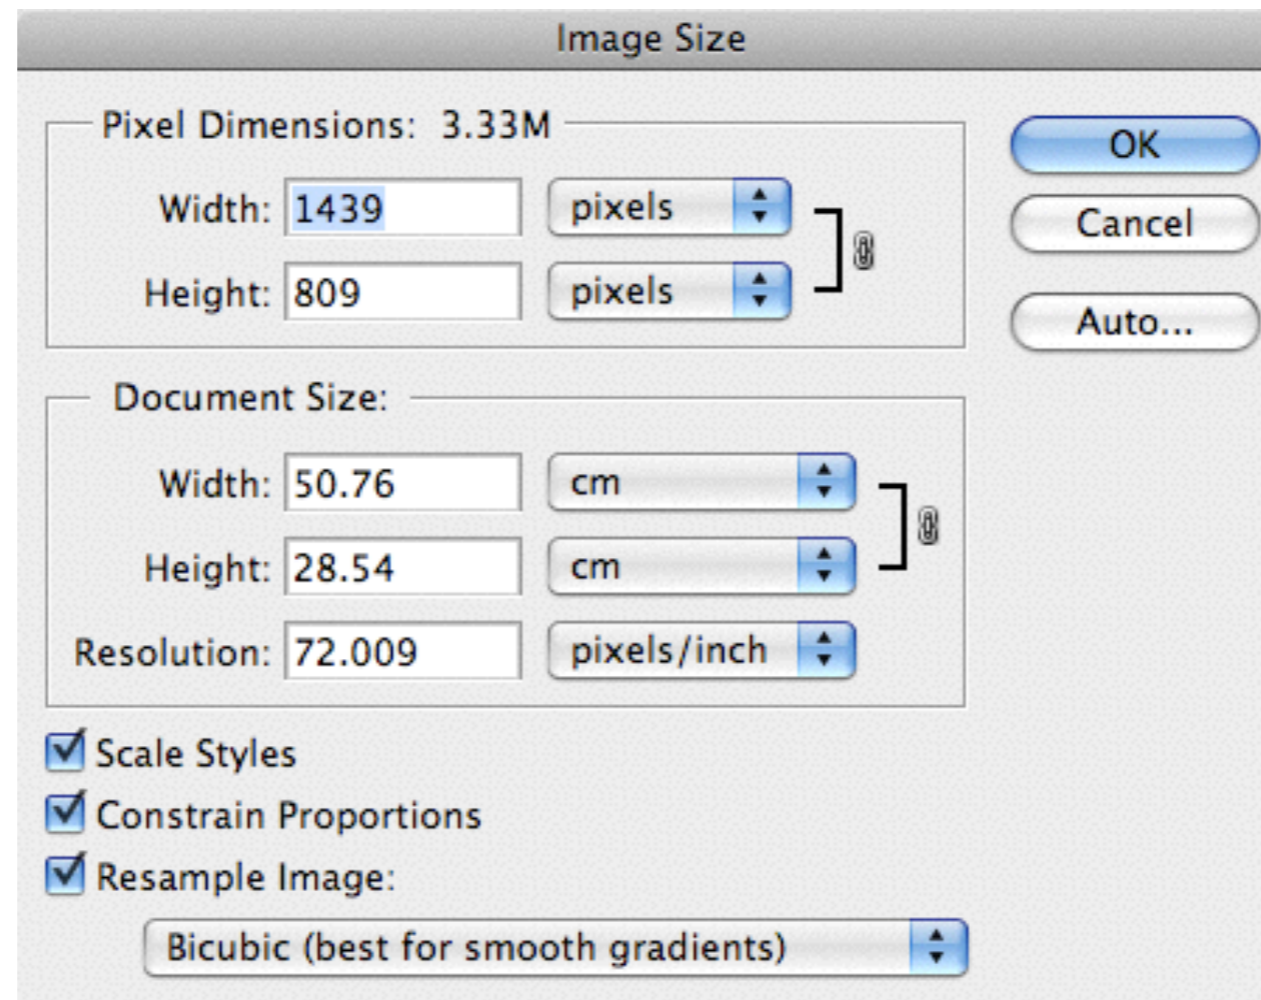 Image Size
Pixel Dimensions: 3.33M
OK
Width: 1439 pixels
Cancel
Height: 809 pixels
Auto...
Document Size:
Width: 50.76 cm
Height: 28.54 cm
Resolution: 72.009 pixels/inch
Scale Styles
Constrain Proportions
Resample Image:
Bicubic (best for smooth gradients)